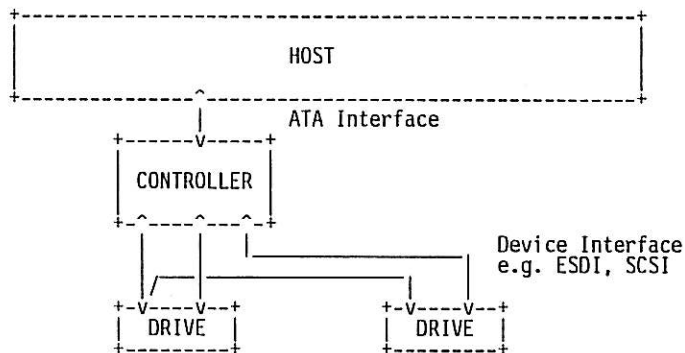 HOST
ATA Interface
CONTROLLER
Device Interface
e.g. ESDI, SCSI
DRIVE DRIVE